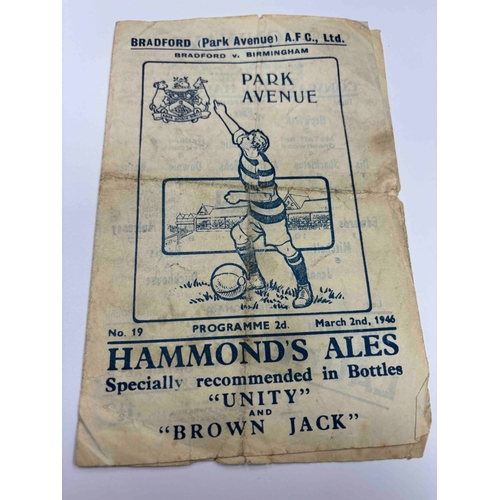 BRADFORD (Park Avenue) A.F.C., Ltd.
BRADFORD v. BIRMINGHAM
PARK
AVENUE
No. 19 PROGRAMME 2d. March 2nd, 1946
HAMMOND'S ALES
Specially recommended in Bottles
"UNITY"
AND
"BROWN JACK"